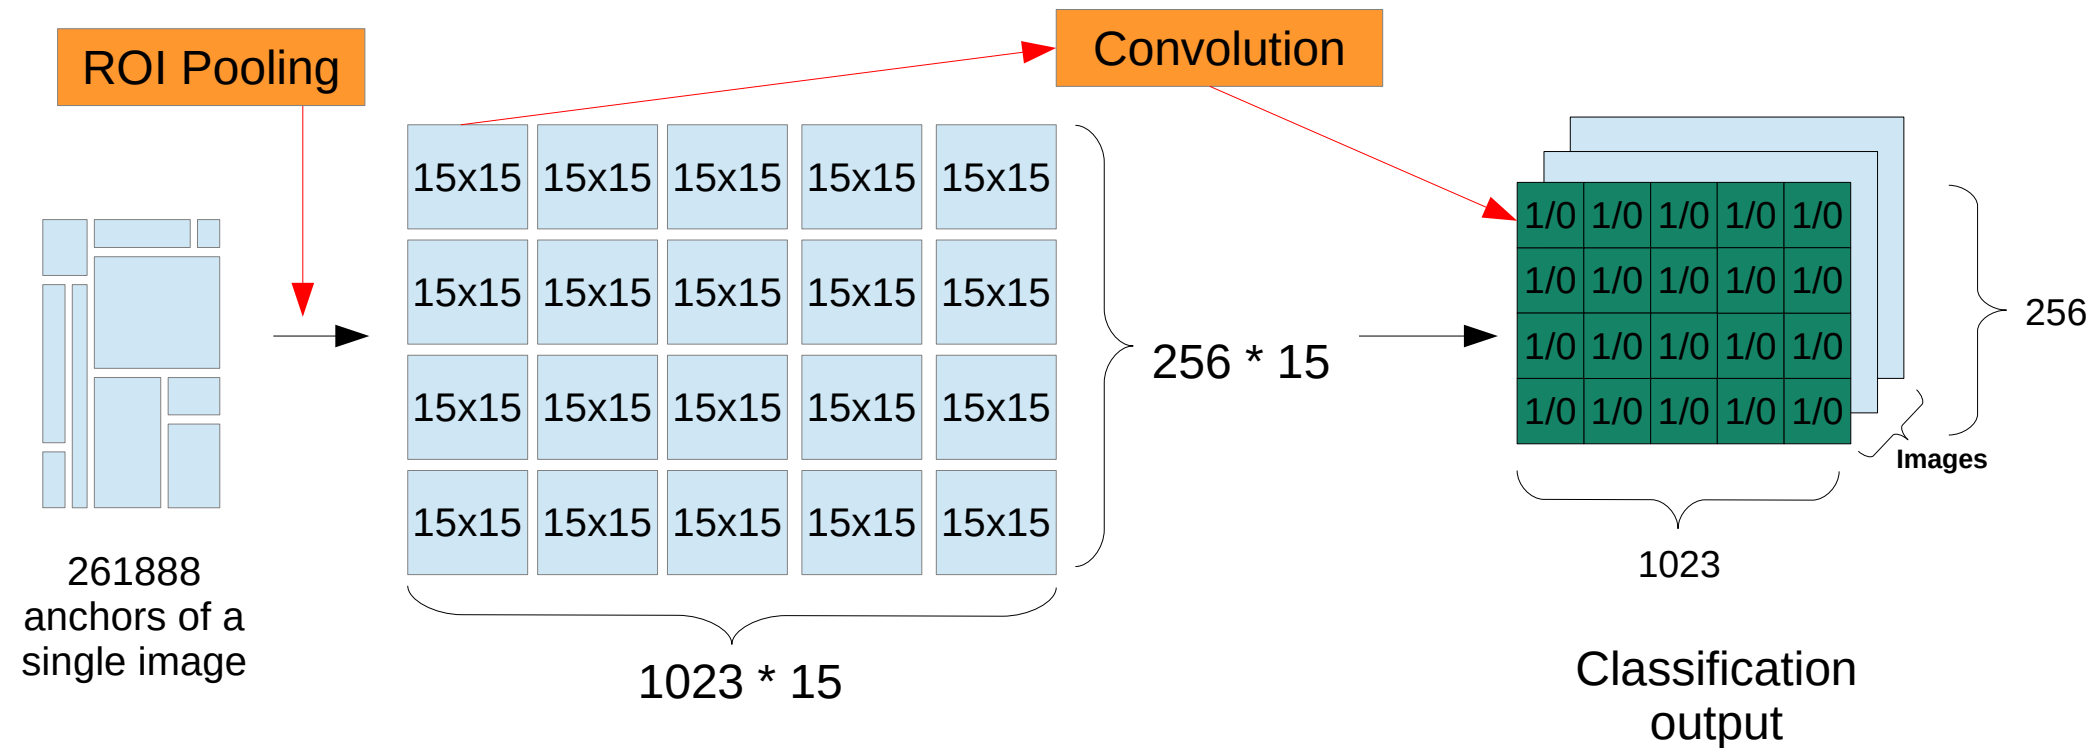 ROI Pooling
Convolution
15x15 15x15 15x15 15x15 15x15
15x15 15x15 15x15 15x15 15x15
15x15 15x15 15x15 15x15 15x15
15x15 15x15 15x15 15x15 15x15
256 * 15
1023 * 15
261888
anchors of a
single image
1/0 1/0 1/0 1/0 1/0
1/0 1/0 1/0 1/0 1/0
1/0 1/0 1/0 1/0 1/0
1/0 1/0 1/0 1/0 1/0
256
Images
1023
Classification
output